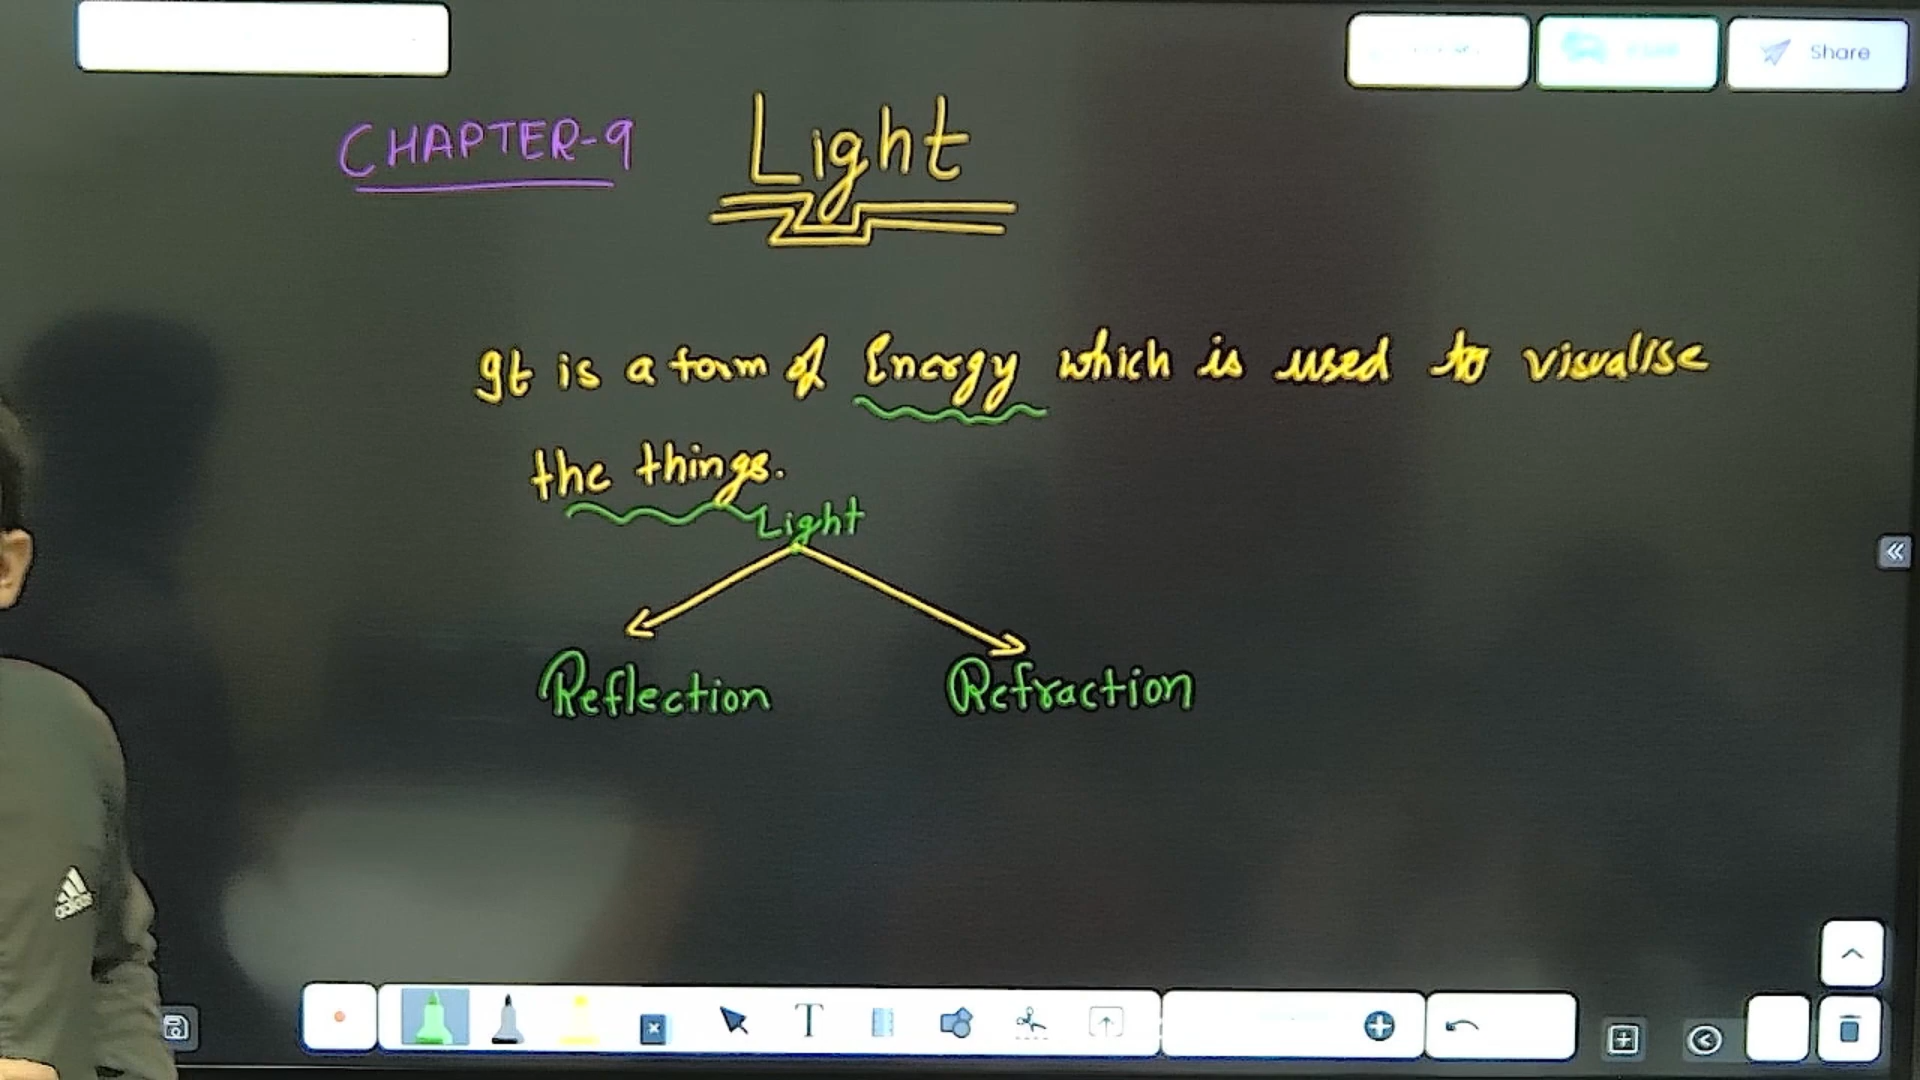 Share
CHAPTER-9 Light
It is a form of Energy which is used to visualise
the things.
Light
Reflection Refraction
adidas
T